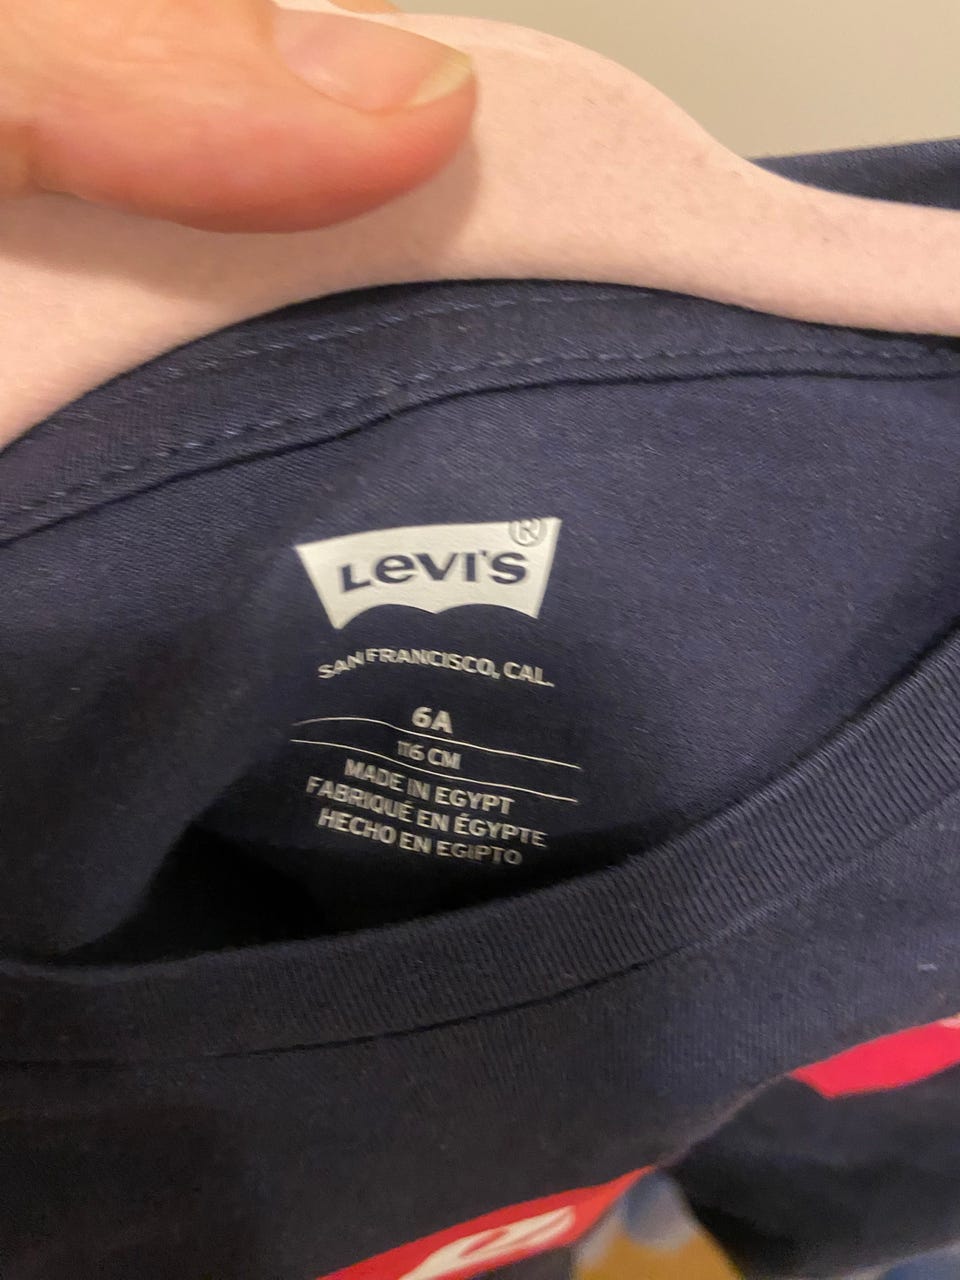 LEVI'S®
SAN FRANCISCO, CAL.
6A
116 CM
MADE IN EGYPT
FABRIQUÉ EN ÉGYPTE
HECHO EN EGIPTO